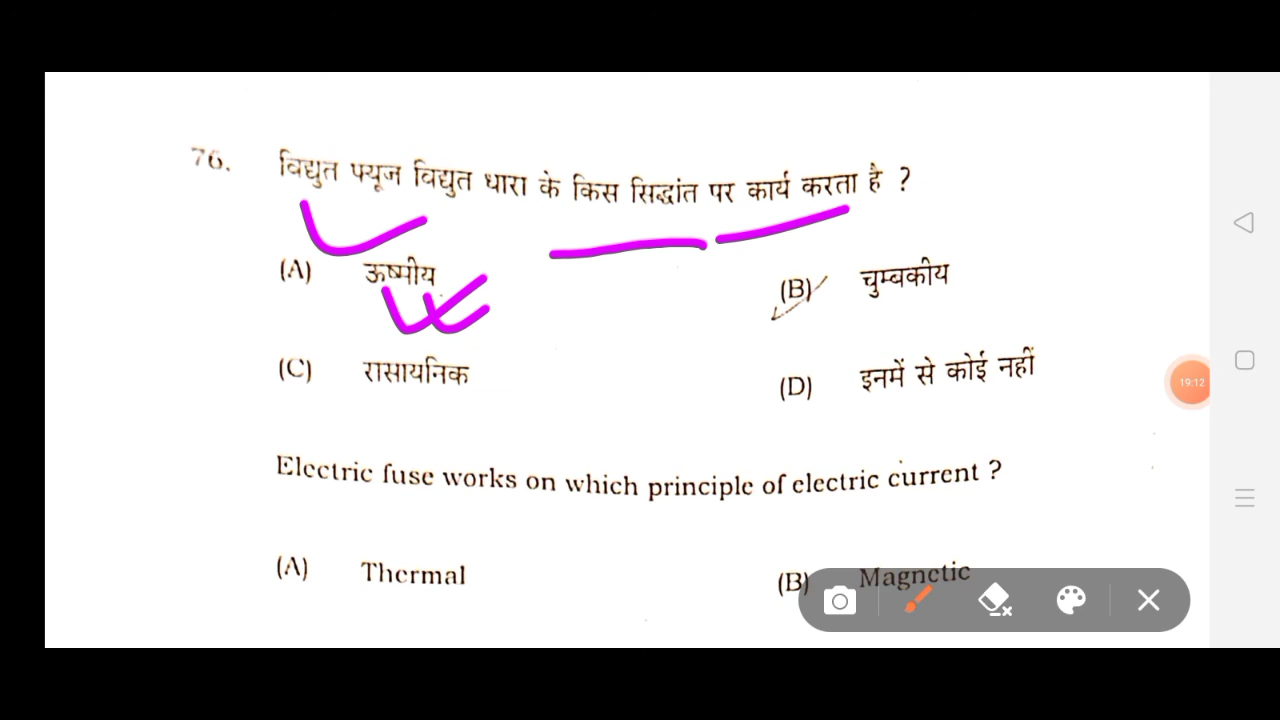 76. विद्युत फ्यूज विद्युत धारा के किस सिद्धांत पर कार्य करता है ?
(A) ऊष्मीय (B) चुम्बकीय
(C) रासायनिक (D) इनमें से कोई नहीं
19:12
Electric fuse works on which principle of electric current ?
(A) Thermal (B) Magnetic